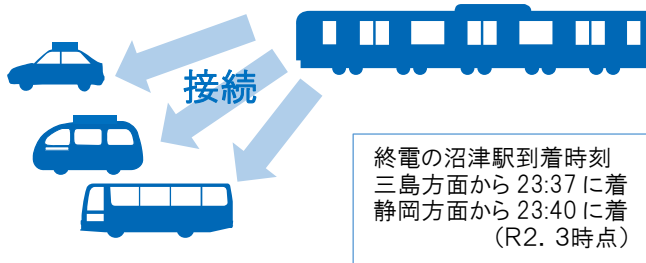 接続
終電の沼津駅到着時刻
三島方面から 23:37 に着
静岡方面から 23:40 に着
（R2．3時点）